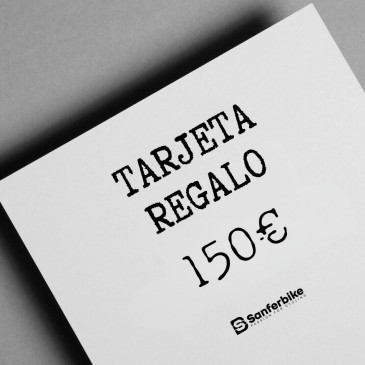 TARJETA
REGALO
150€
Sanferbike